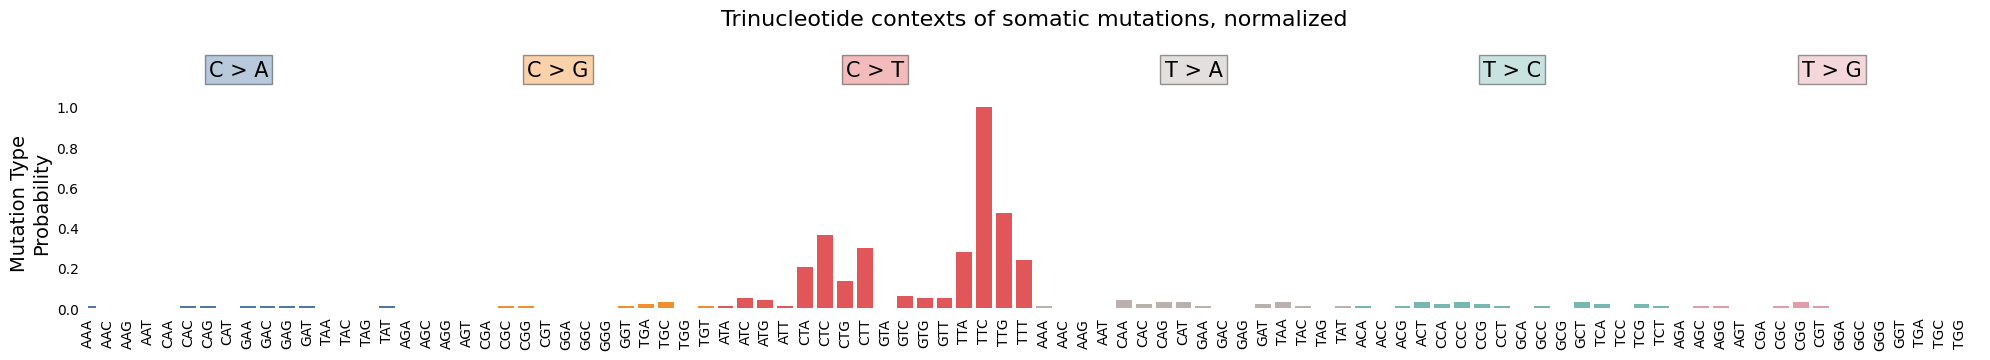 Trinucleotide contexts of somatic mutations, normalized
C > A C > G C > T T > A T > C T > G
Mutation Type
Probability
1.0
0.8
0.6
0.4
0.2
0.0
AAA AAC AAG AAT CAA CAC CAG CAT GAA GAC GAG GAT TAA TAC TAG TAT AGA AGC AGG AGT CGA CGC CGG CGT GGA GGC GGG GGT TGA TGC TGG TGT ATA ATC ATG ATT CTA CTC CTG CTT GTA GTC GTG GTT TTA TTC TTG TTT AAA AAC AAG AAT CAA CAC CAG CAT GAA GAC GAG GAT TAA TAC TAG TAT ACA ACC ACG ACT CCA CCC CCG CCT GCA GCC GCG GCT TCA TCC TCG TCT AGA AGC AGG AGT CGA CGC CGG CGT GGA GGC GGG GGT TGA TGC TGG